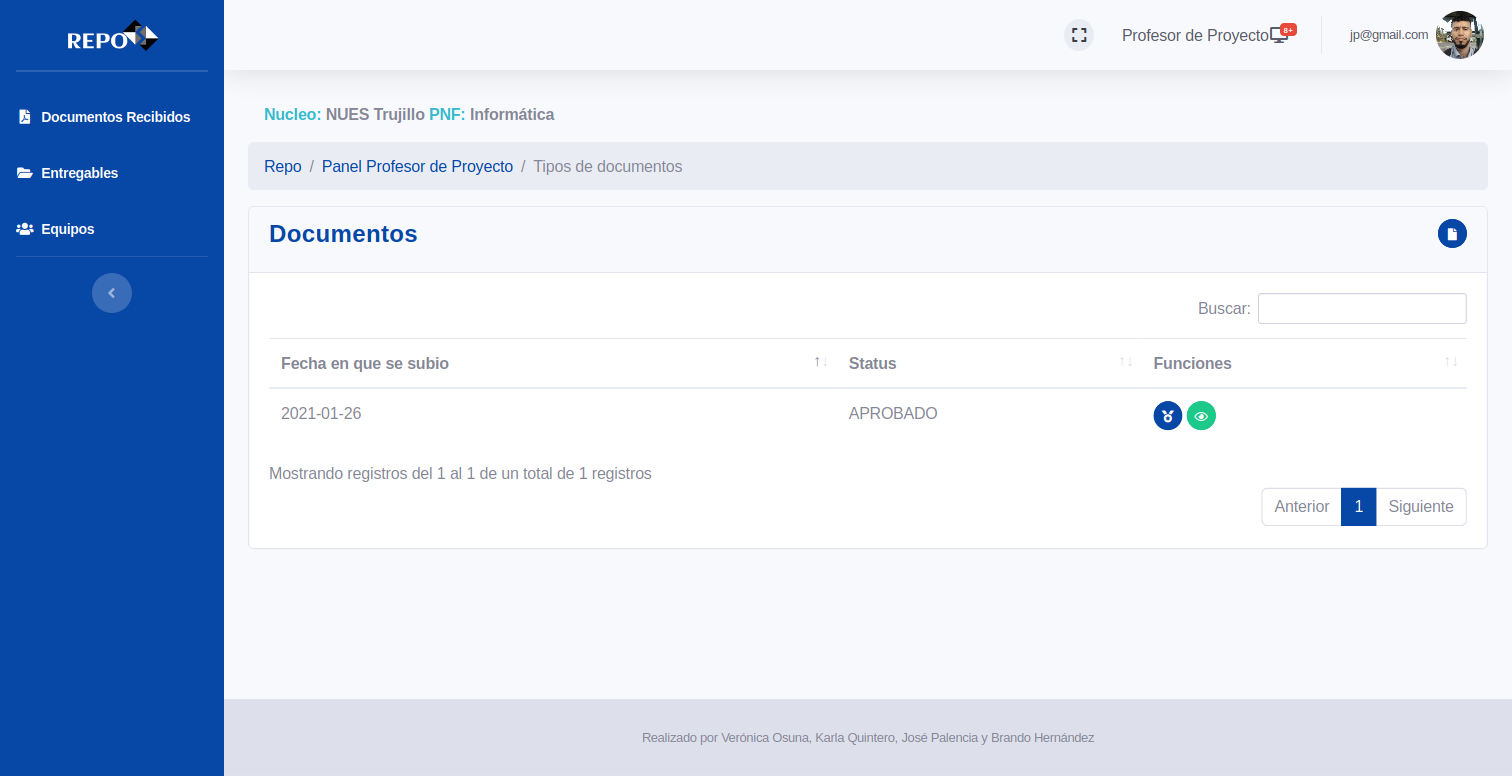 REPO
Profesor de Proyecto 8+
jp@gmail.com
Documentos Recibidos
Entregables
Equipos
Nucleo: NUES Trujillo PNF: Informática
Repo / Panel Profesor de Proyecto / Tipos de documentos
Documentos
Buscar:
Fecha en que se subio Status Funciones
2021-01-26 APROBADO
Mostrando registros del 1 al 1 de un total de 1 registros
Anterior 1 Siguiente
Realizado por Verónica Osuna, Karla Quintero, José Palencia y Brando Hernández